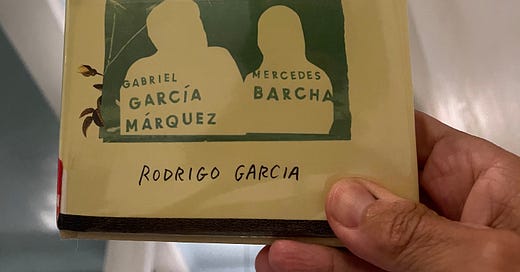 GABRIEL
GARCÍA
MÁRQUEZ
MERCEDES
BARCHA
RODRIGO GARCIA